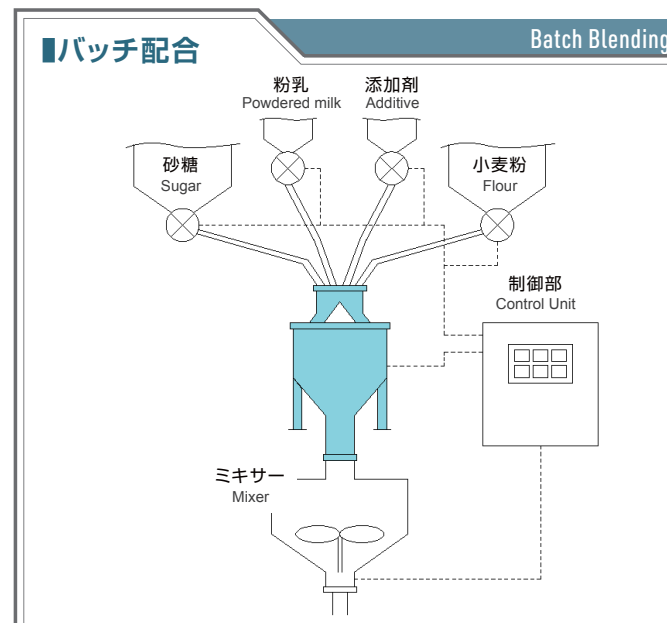 バッチ配合
Batch Blending
粉乳
Powdered milk
添加剤
Additive
砂糖
Sugar
小麦粉
Flour
制御部
Control Unit
ミキサー
Mixer